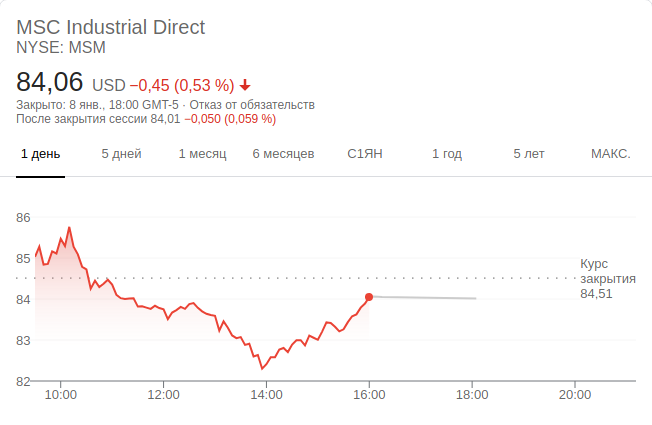 MSC Industrial Direct
NYSE: MSM
84,06 USD −0,45 (0,53 %)
Закрыто: 8 янв., 18:00 GMT-5 · Отказ от обязательств
После закрытия сессии 84,01 −0,050 (0,059 %)
1 день 5 дней 1 месяц 6 месяцев С1ЯН 1 год 5 лет МАКС.
86
85
84
83
82
Курс
закрытия
84,51
10:00 12:00 14:00 16:00 18:00 20:00